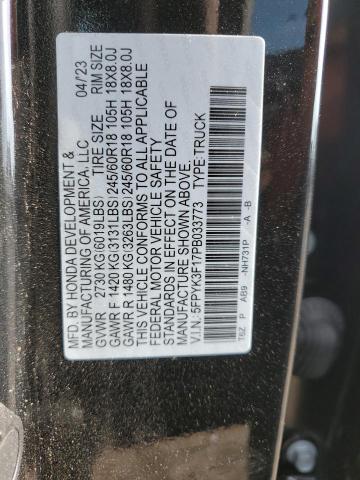 MFD. BY HONDA DEVELOPMENT & 04/23
MANUFACTURING OF AMERICA, LLC
GVWR 2730 KG(6019LBS) TIRE SIZE RIM SIZE
GAWR F 1420 KG(3131LBS)245/60R18 105H 18X8.0J
GAWR R 1480 KG(3263LBS)245/60R18 105H 18X8.0J
THIS VEHICLE CONFORMS TO ALL APPLICABLE
FEDERAL MOTOR VEHICLE SAFETY
STANDARDS IN EFFECT ON THE DATE OF
MANUFACTURE SHOWN ABOVE.
V.I.N.:5FPYK3F17PB033773 TYPE:TRUCK
T6Z P AB9 -NH731P -A -B